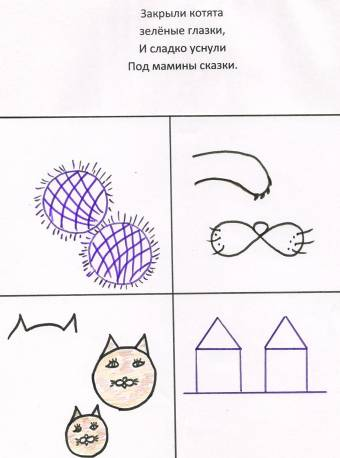 Закрыли котята
зелёные глазки,
И сладко уснули
Под мамины сказки.